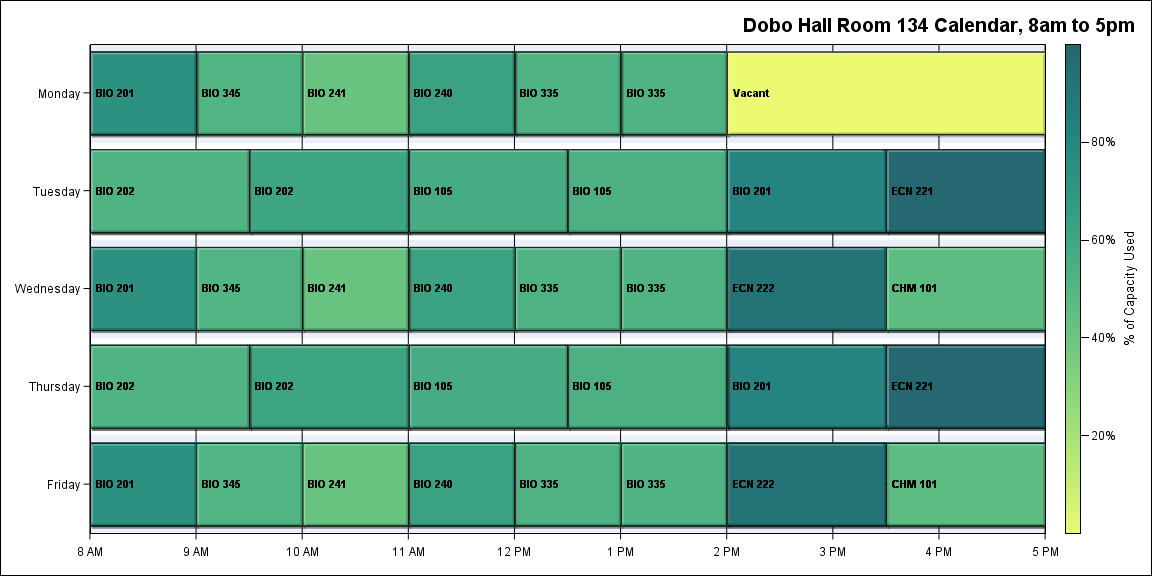 Dobo Hall Room 134 Calendar, 8am to 5pm
Monday
BIO 201
BIO 345
BIO 241
BIO 240
BIO 335
BIO 335
Vacant
Tuesday
BIO 202
BIO 202
BIO 105
BIO 105
BIO 201
ECN 221
Wednesday
BIO 201
BIO 345
BIO 241
BIO 240
BIO 335
BIO 335
ECN 222
CHM 101
Thursday
BIO 202
BIO 202
BIO 105
BIO 105
BIO 201
ECN 221
Friday
BIO 201
BIO 345
BIO 241
BIO 240
BIO 335
BIO 335
ECN 222
CHM 101
8 AM
9 AM
10 AM
11 AM
12 PM
1 PM
2 PM
3 PM
4 PM
5 PM
80%
60%
40%
20%
% of Capacity Used